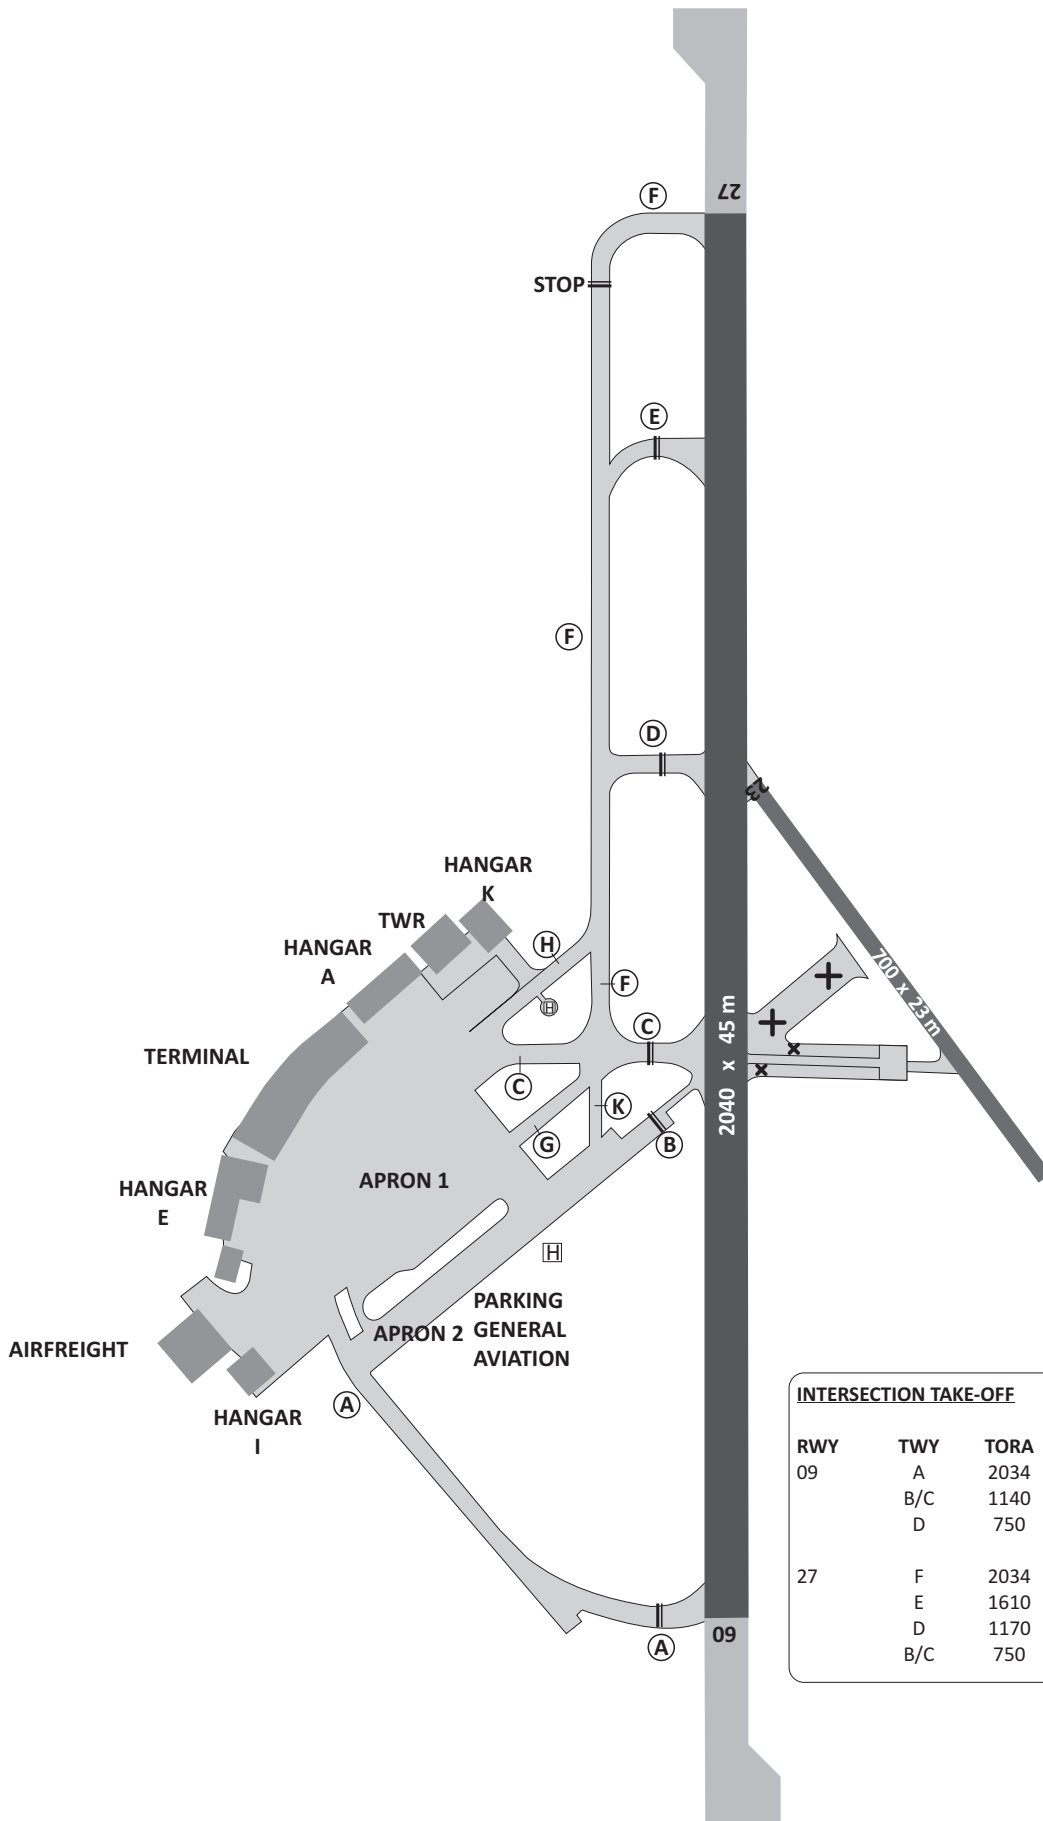 27
F
STOP
E
F
D
23
HANGAR
K
TWR
HANGAR
A
H
F
H
700 x 23 m
C
2040 x 45 m
TERMINAL
C
K
G
B
APRON 1
HANGAR
E
H
PARKING
GENERAL
AVIATION
APRON 2
AIRFREIGHT
A
HANGAR
I
INTERSECTION TAKE-OFF
RWY TWY TORA
09 A 2034
B/C 1140
D 750
27 F 2034
E 1610
D 1170
B/C 750
09
A